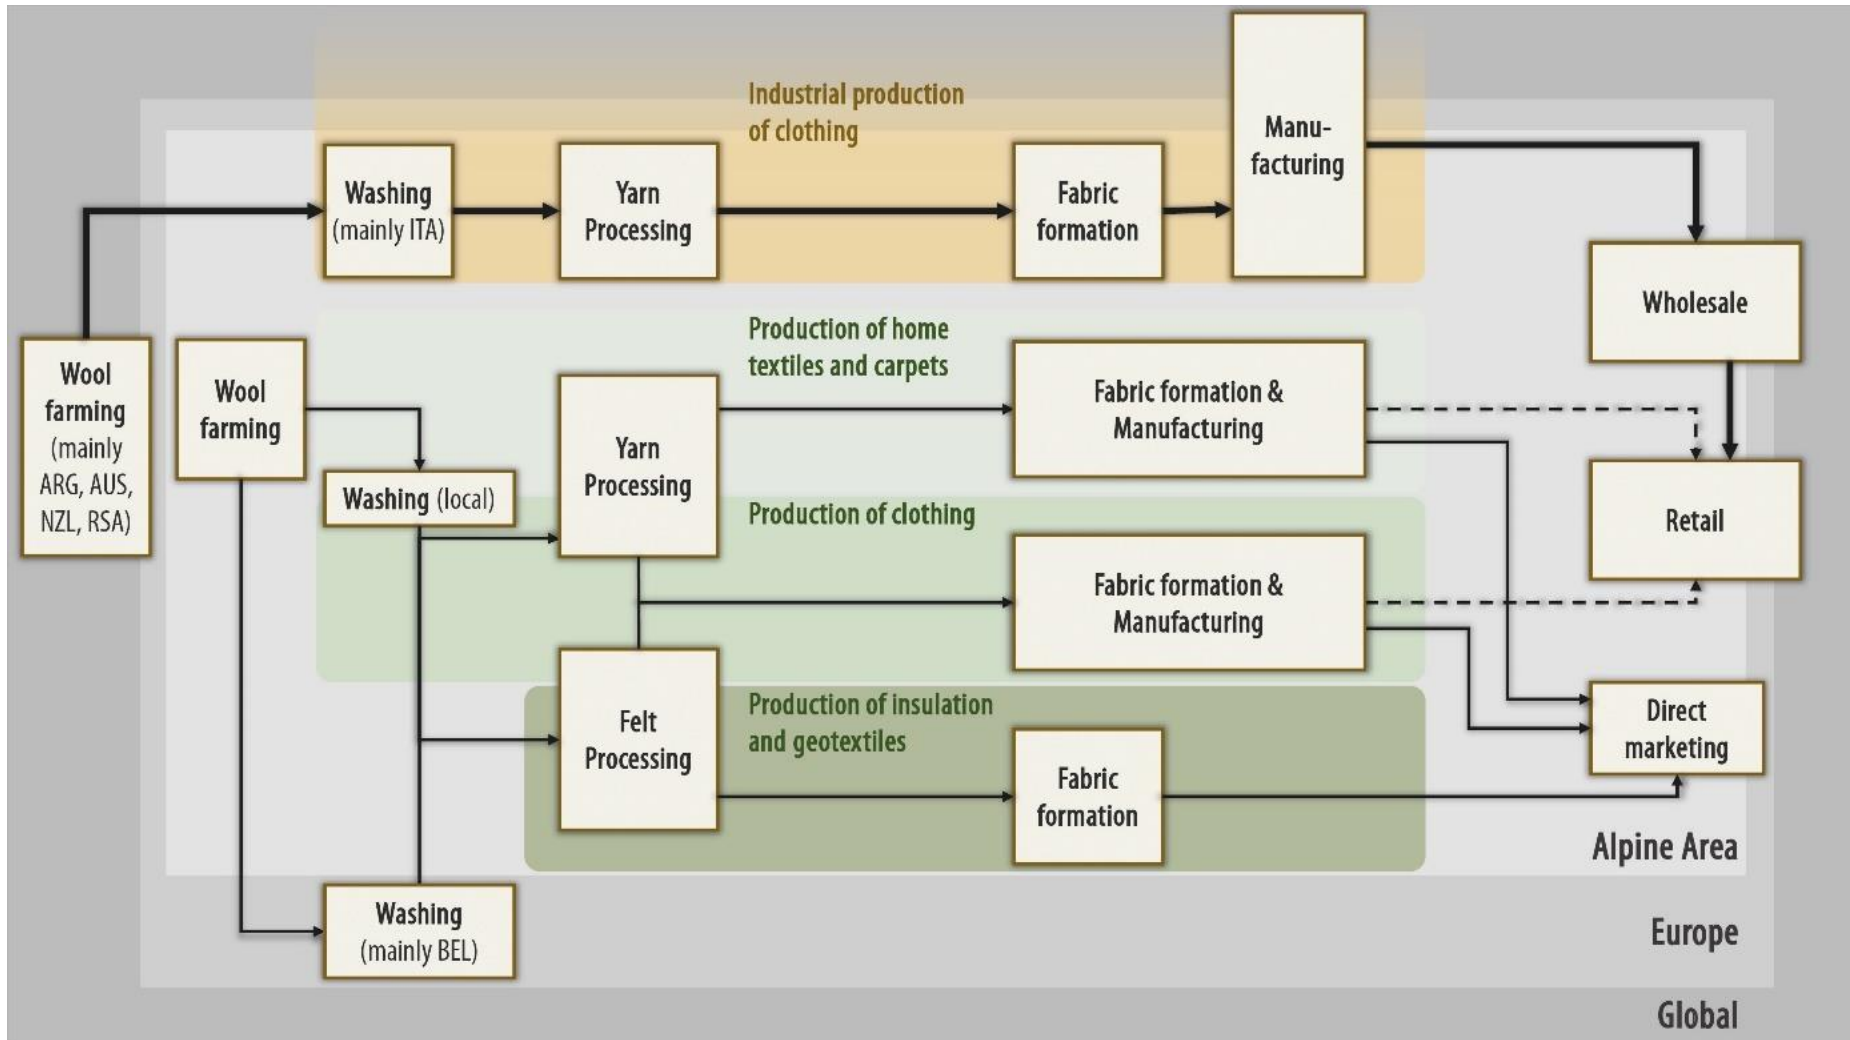 Industrial production
of clothing
Manu-
facturing
Washing
(mainly ITA)
Yarn
Processing
Fabric
formation
Wholesale
Wool
farming
(mainly
ARG, AUS,
NZL, RSA)
Wool
farming
Production of home
textiles and carpets
Yarn
Processing
Fabric formation &
Manufacturing
Washing (local)
Retail
Production of clothing
Fabric formation &
Manufacturing
Felt
Processing
Production of insulation
and geotextiles
Fabric
formation
Direct
marketing
Alpine Area
Washing
(mainly BEL)
Europe
Global